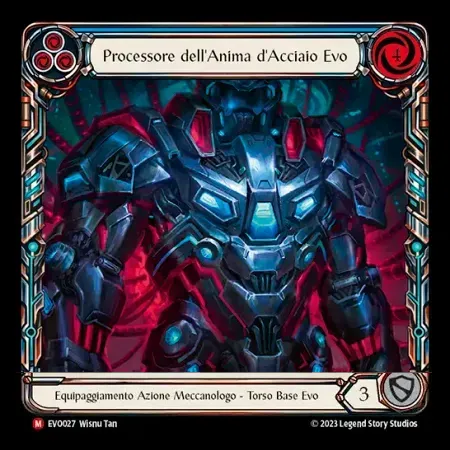 Processore dell'Anima d'Acciaio Evo
4
Equipaggiamento Azione Meccanologo - Torso Base Evo
3
M EVO027 Wisnu Tan
© 2023 Legend Story Studios